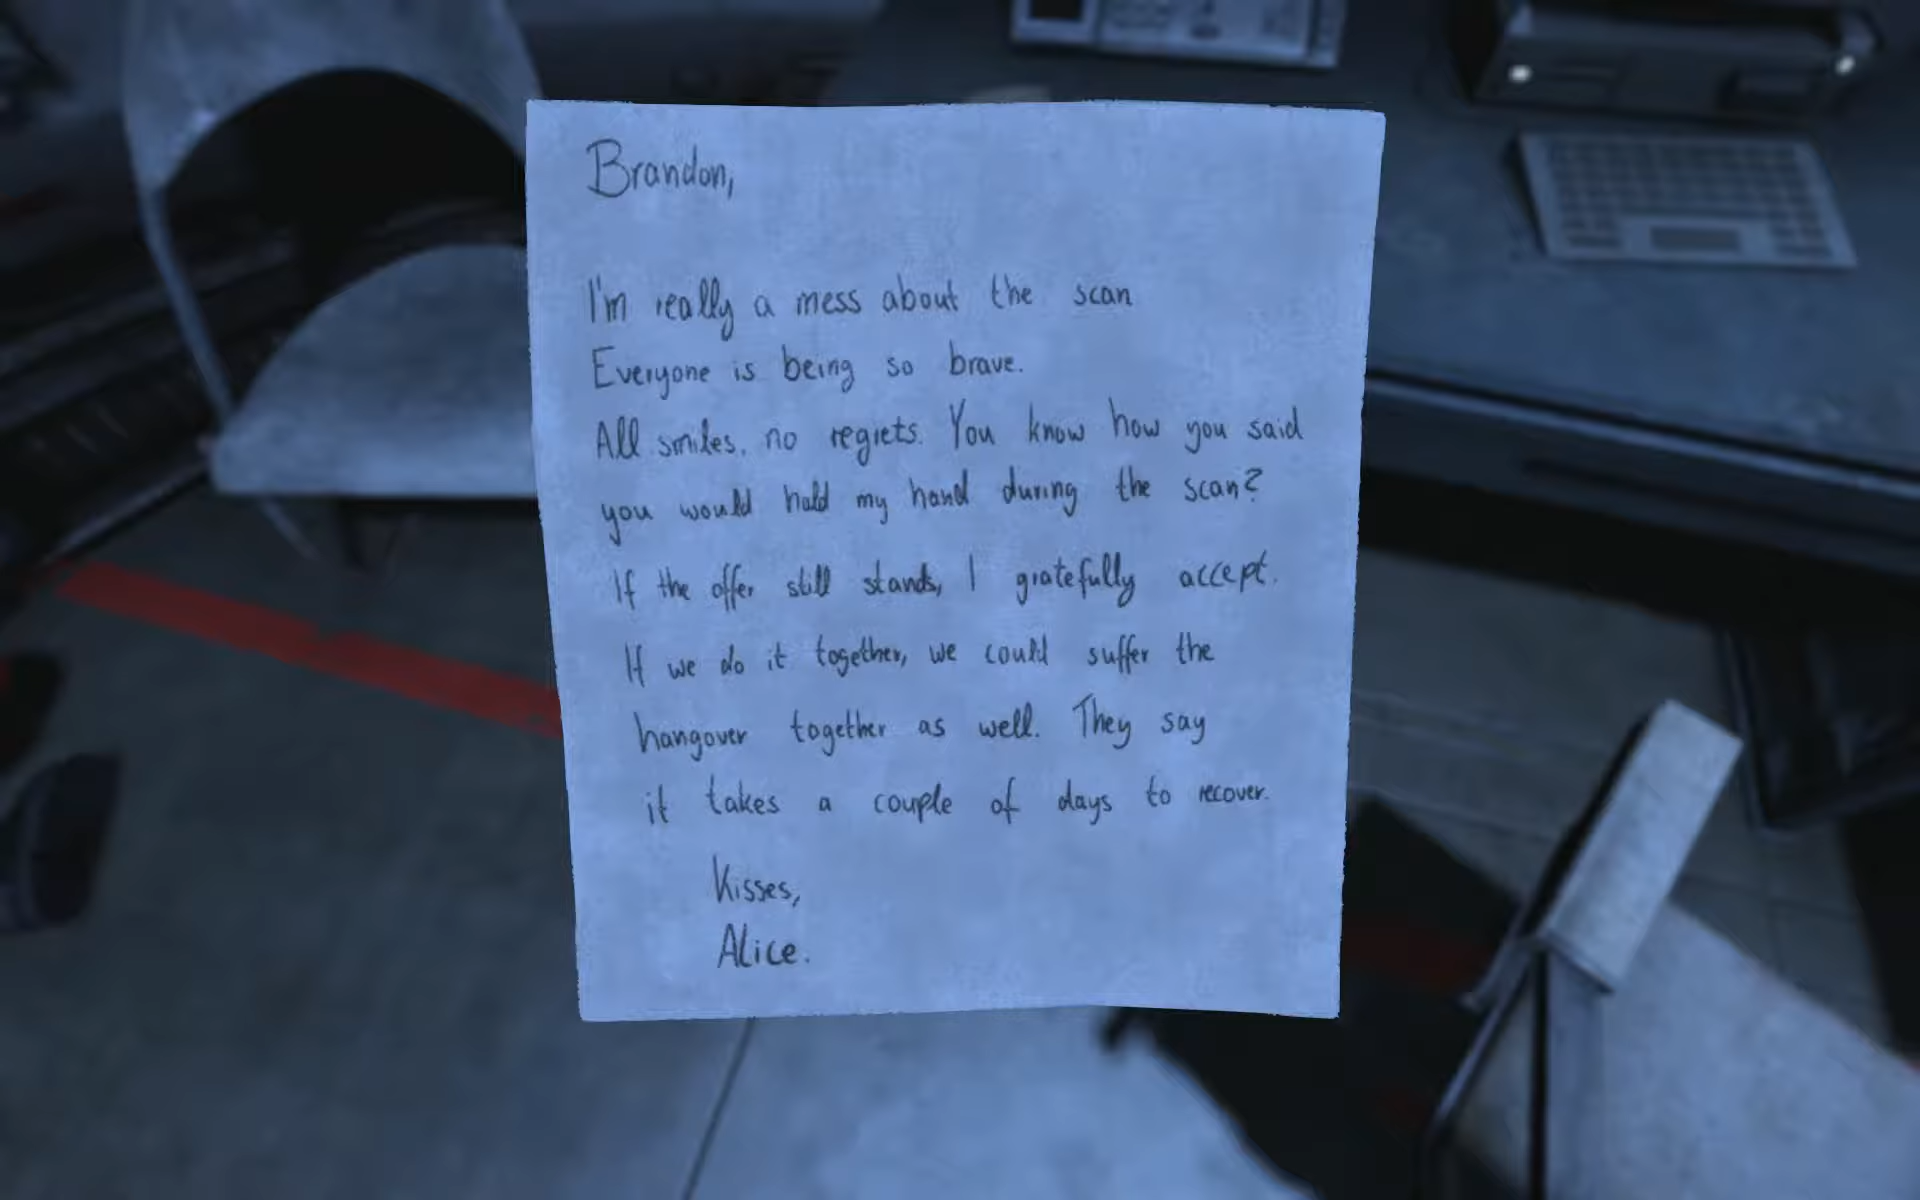 Brandon,
I'm really a mess about the scan
Everyone is being so brave.
All smiles, no regrets. You know how you said
you would hold my hand during the scan?
If the offer still stands, I gratefully accept.
If we do it together, we could suffer the
hangover together as well. They say
it takes a couple of days to recover.
Kisses,
Alice.